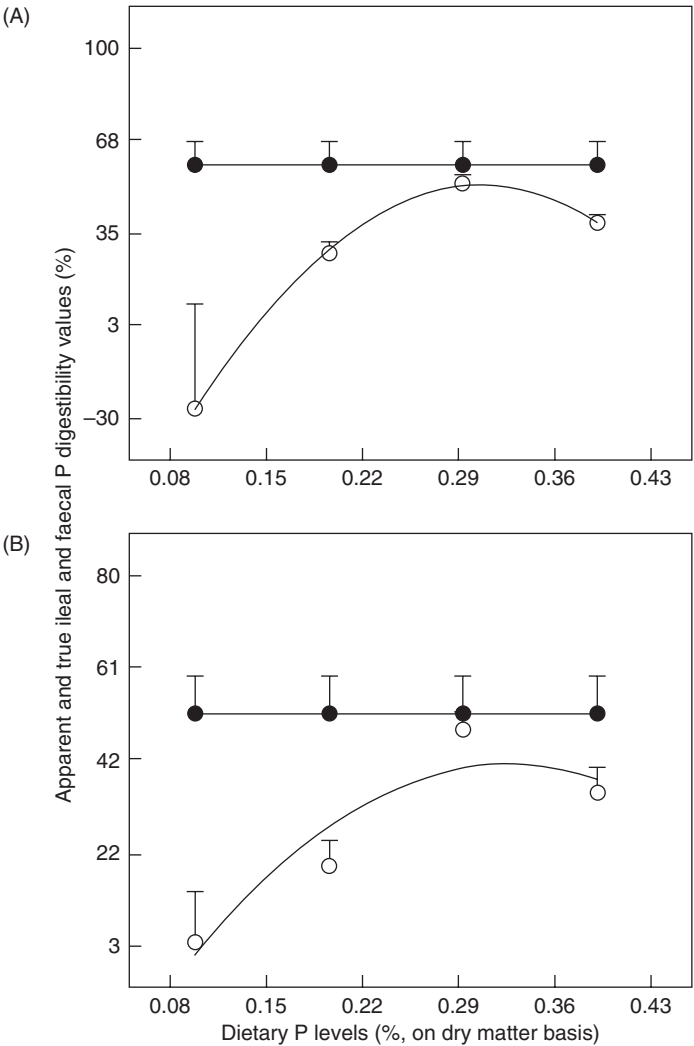 (A)
100
68
35
3
–30
0.08 0.15 0.22 0.29 0.36 0.43
Apparent and true ileal and faecal P digestibility values (%)
(B)
80
61
42
22
3
0.08 0.15 0.22 0.29 0.36 0.43
Dietary P levels (%, on dry matter basis)